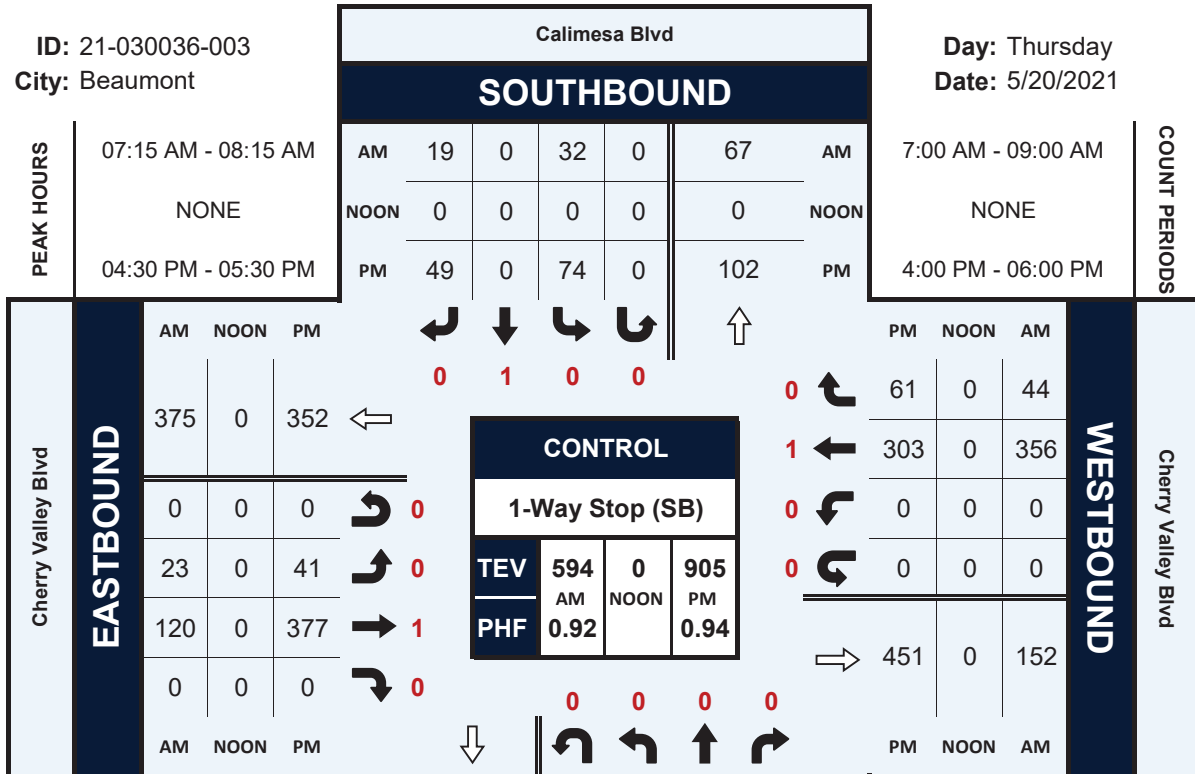 ID: 21-030036-003
City: Beaumont
Calimesa Blvd
SOUTHBOUND
Day: Thursday
Date: 5/20/2021
PEAK HOURS
07:15 AM - 08:15 AM
NONE
04:30 PM - 05:30 PM
AM 19 0 32 0 67 AM
NOON 0 0 0 0 0 NOON
PM 49 0 74 0 102 PM
7:00 AM - 09:00 AM
NONE
4:00 PM - 06:00 PM
COUNT PERIODS
0 1 0 0
Cherry Valley Blvd
EASTBOUND
AM NOON PM
375 0 352
0 0 0 0
23 0 41 0
120 0 377 1
0 0 0 0
AM NOON PM
CONTROL
1-Way Stop (SB)
TEV 594 0 905
AM NOON PM
PHF 0.92 0.94
0 0 0 0
PM NOON AM
0 61 0 44
1 303 0 356
0 0 0 0
0 0 0 0
451 0 152
PM NOON AM
WESTBOUND
Cherry Valley Blvd